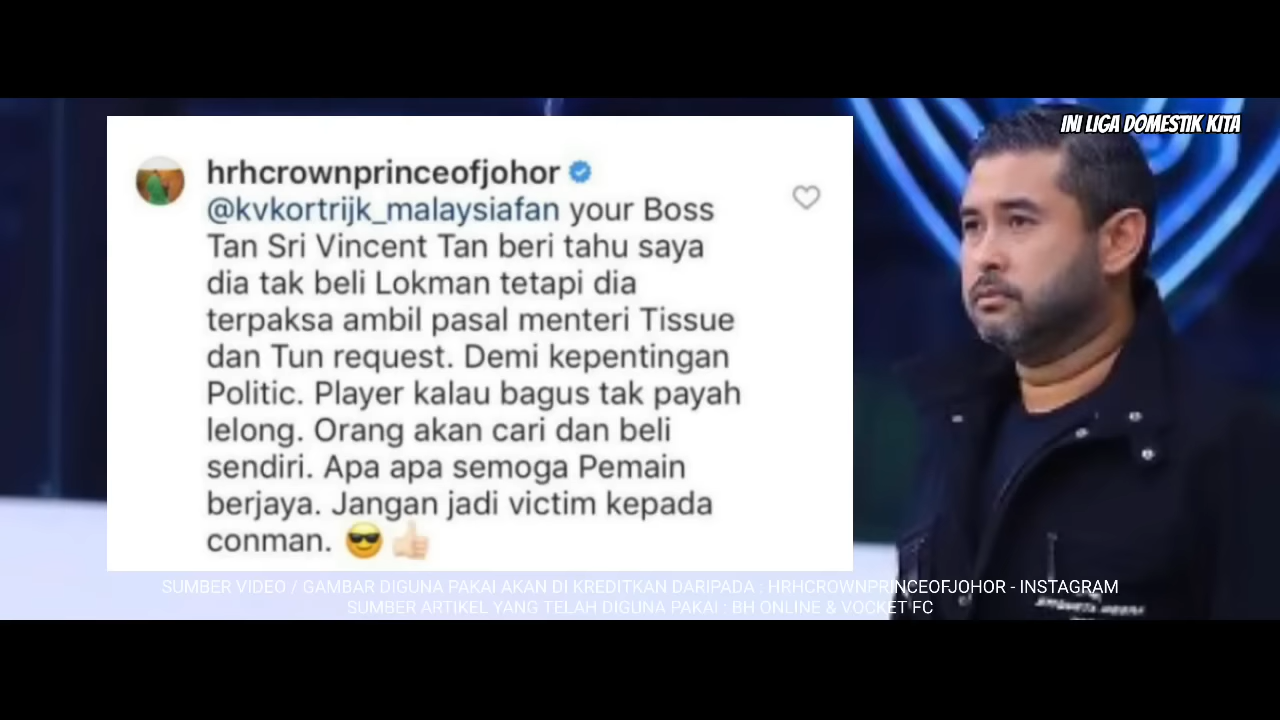 INI LIGA DOMESTIK KITA
hrhcrownprinceofjohor
@kvkortrijk_malaysiafan your Boss
Tan Sri Vincent Tan beri tahu saya
dia tak beli Lokman tetapi dia
terpaksa ambil pasal menteri Tissue
dan Tun request. Demi kepentingan
Politic. Player kalau bagus tak payah
lelong. Orang akan cari dan beli
sendiri. Apa apa semoga Pemain
berjaya. Jangan jadi victim kepada
conman. 😎👍🏻
SUMBER VIDEO / GAMBAR DIGUNA PAKAI AKAN DI KREDITKAN DARIPADA : HRHCROWNPRINCEOFJOHOR - INSTAGRAM
SUMBER ARTIKEL YANG TELAH DIGUNA PAKAI : BH ONLINE & VOCKET FC